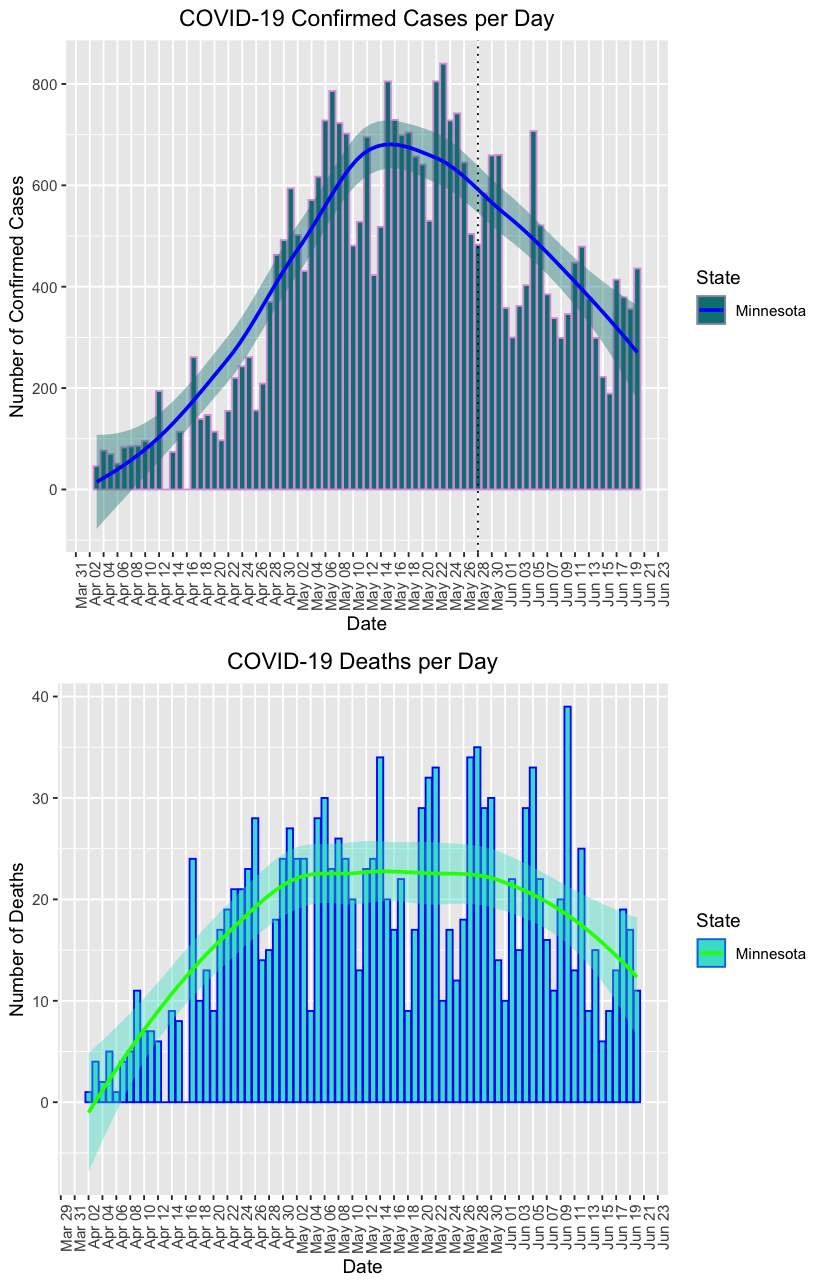 COVID-19 Confirmed Cases per Day
Number of Confirmed Cases
800
600
400
200
0
Mar 31
Apr 02
Apr 04
Apr 06
Apr 08
Apr 10
Apr 12
Apr 14
Apr 16
Apr 18
Apr 20
Apr 22
Apr 24
Apr 26
Apr 28
Apr 30
May 02
May 04
May 06
May 08
May 10
May 12
May 14
May 16
May 18
May 20
May 22
May 24
May 26
May 28
May 30
Jun 01
Jun 03
Jun 05
Jun 07
Jun 09
Jun 11
Jun 13
Jun 15
Jun 17
Jun 19
Jun 21
Jun 23
Date
State
Minnesota
COVID-19 Deaths per Day
Number of Deaths
40
30
20
10
0
Mar 29
Mar 31
Apr 02
Apr 04
Apr 06
Apr 08
Apr 10
Apr 12
Apr 14
Apr 16
Apr 18
Apr 20
Apr 22
Apr 24
Apr 26
Apr 28
Apr 30
May 02
May 04
May 06
May 08
May 10
May 12
May 14
May 16
May 18
May 20
May 22
May 24
May 26
May 28
May 30
Jun 01
Jun 03
Jun 05
Jun 07
Jun 09
Jun 11
Jun 13
Jun 15
Jun 17
Jun 19
Jun 21
Jun 23
Date
State
Minnesota